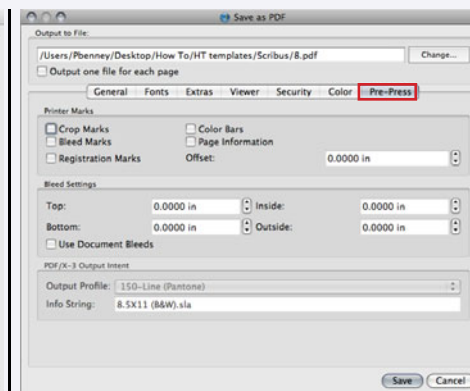 Save as PDF
Output to File:
/Users/Pbenney/Desktop/How To/HT templates/Scribus/8.pdf Change...
Output one file for each page
General Fonts Extras Viewer Security Color Pre-Press
Printer Marks
Crop Marks Color Bars
Bleed Marks Page Information
Registration Marks Offset: 0.0000 in
Bleed Settings
Top: 0.0000 in Inside: 0.0000 in
Bottom: 0.0000 in Outside: 0.0000 in
Use Document Bleeds
PDF/X-3 Output Intent
Output Profile: 150-Line (Pantone)
Info String: 8.5X11 (B&W).sla
Save Cancel